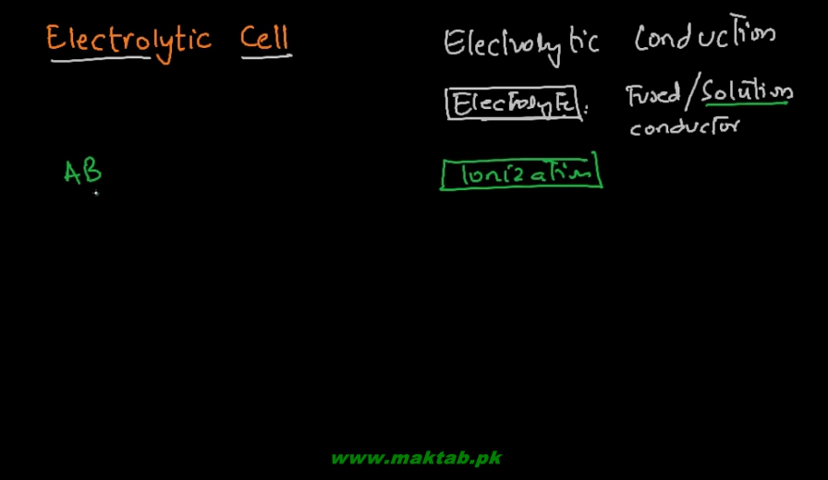 Electrolytic Cell
Electrolytic Conduction
Electrolyte: Fused/Solution
conductor
AB
Ionization
www.maktab.pk